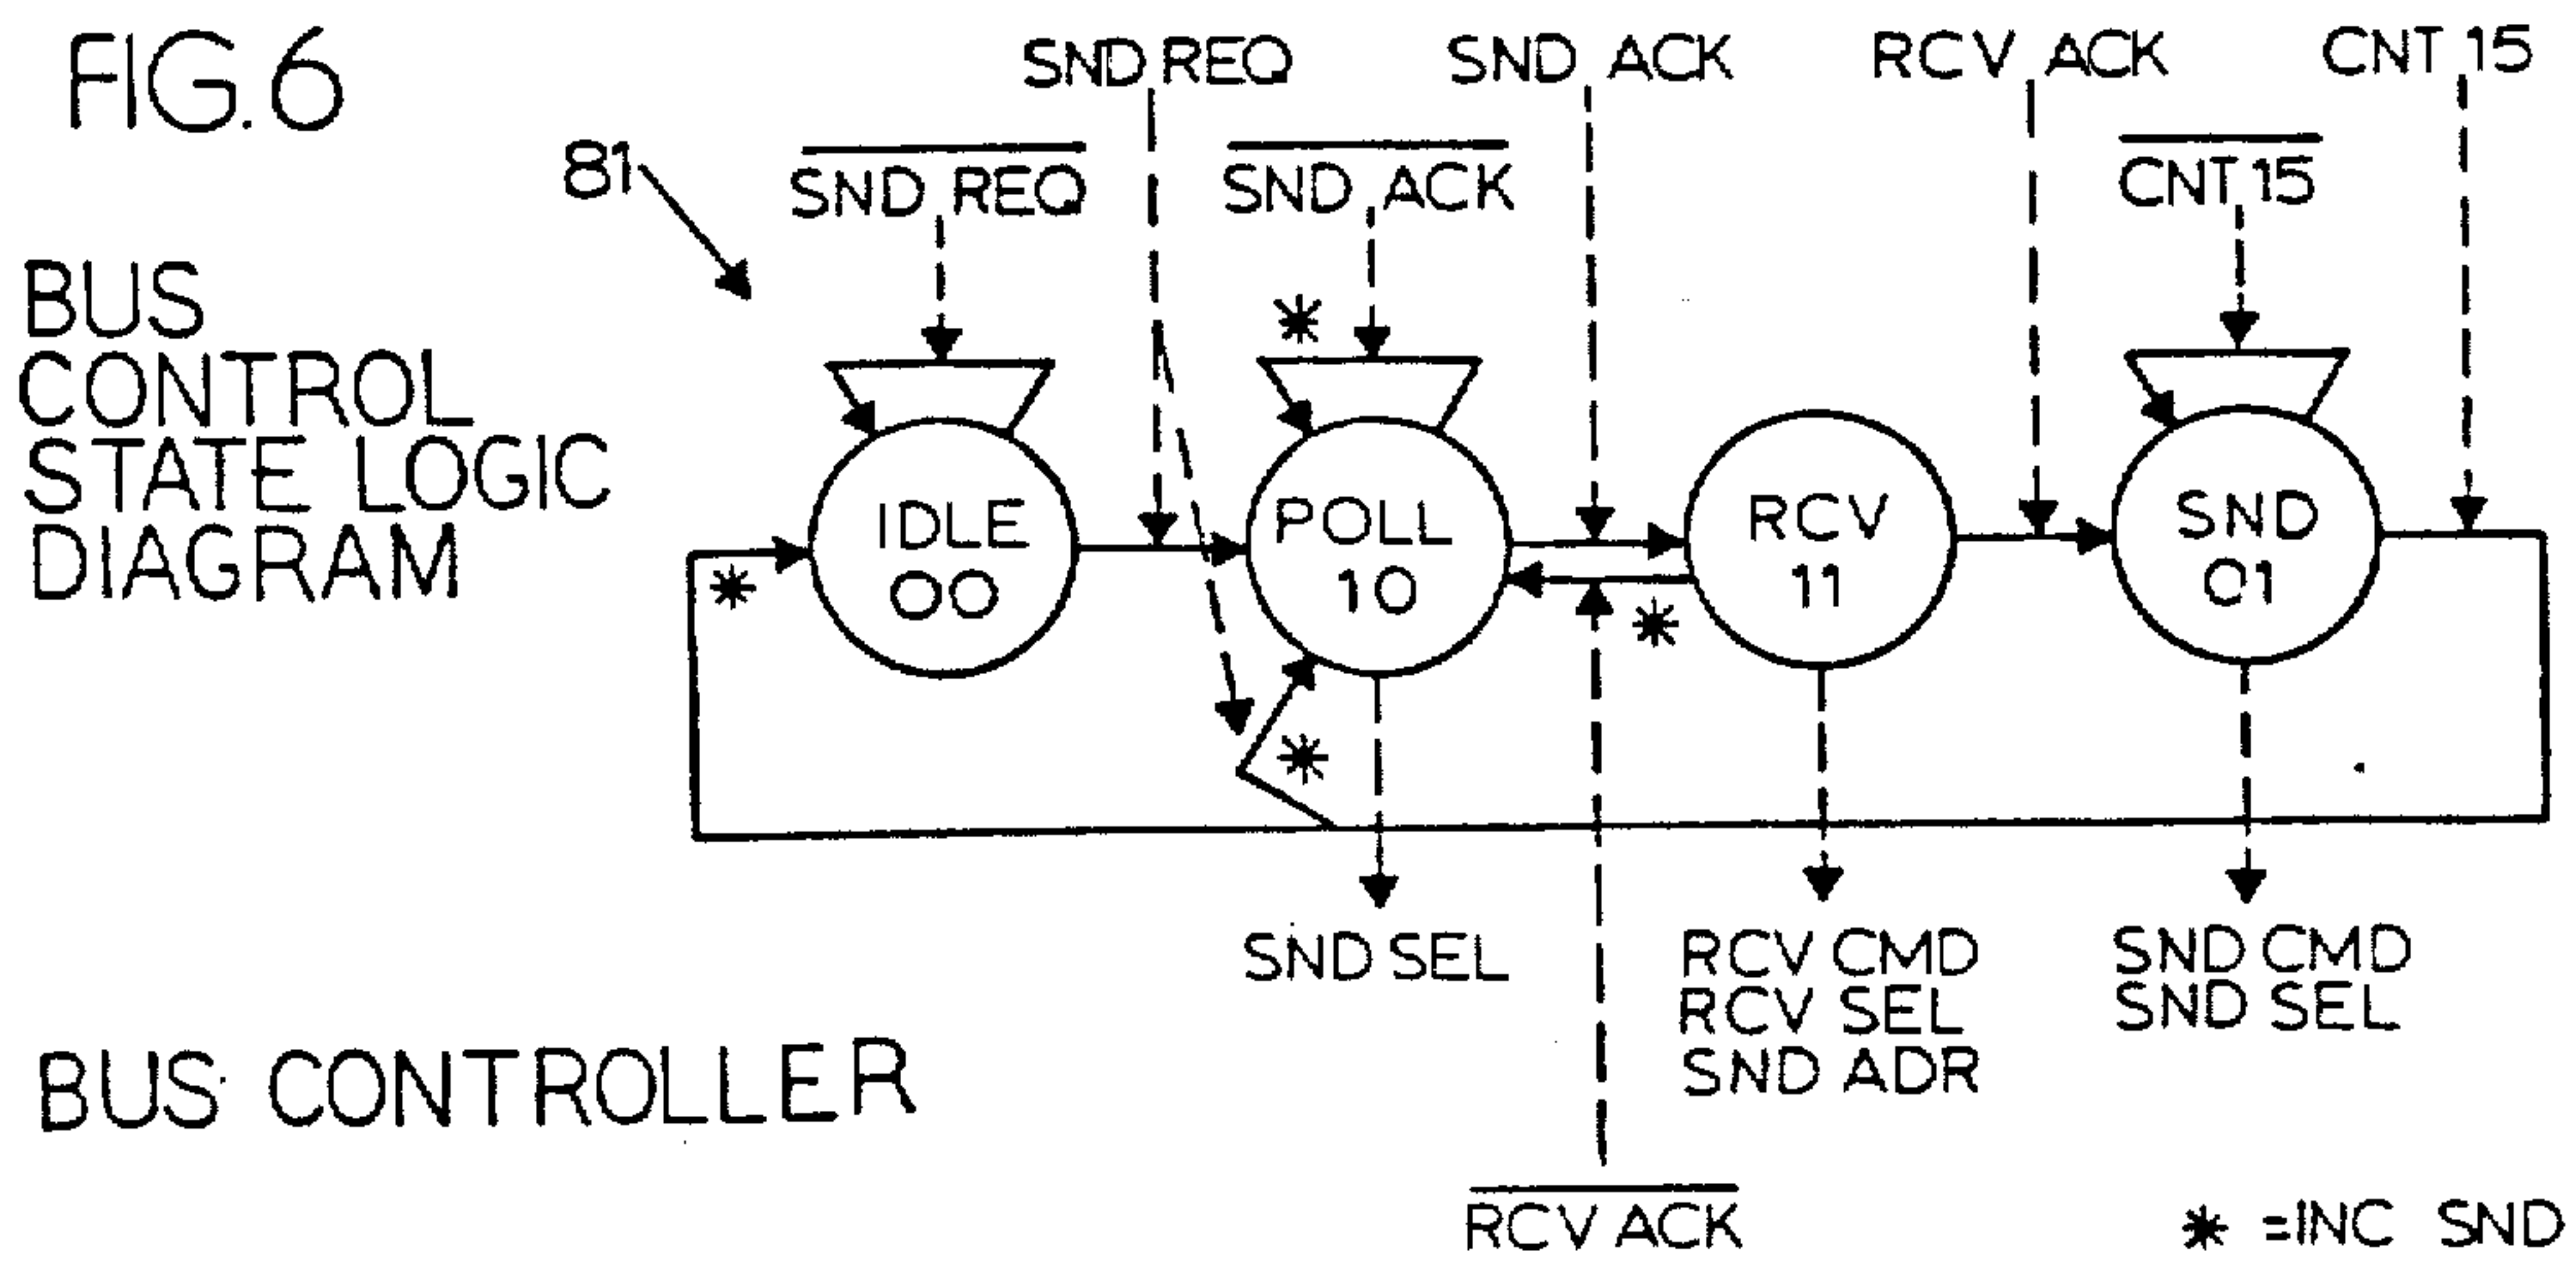 FIG. 6
SND REQ
SND ACK
RCV ACK
CNT 15
81
SND REQ
SND ACK
CNT 15
BUS
CONTROL
STATE LOGIC
DIAGRAM
*
IDLE
00
POLL
10
RCV
11
SND
01
*
*
*
SND SEL
RCV CMD
RCV SEL
SND ADR
SND CMD
SND SEL
BUS CONTROLLER
RCV ACK
* =INC SND